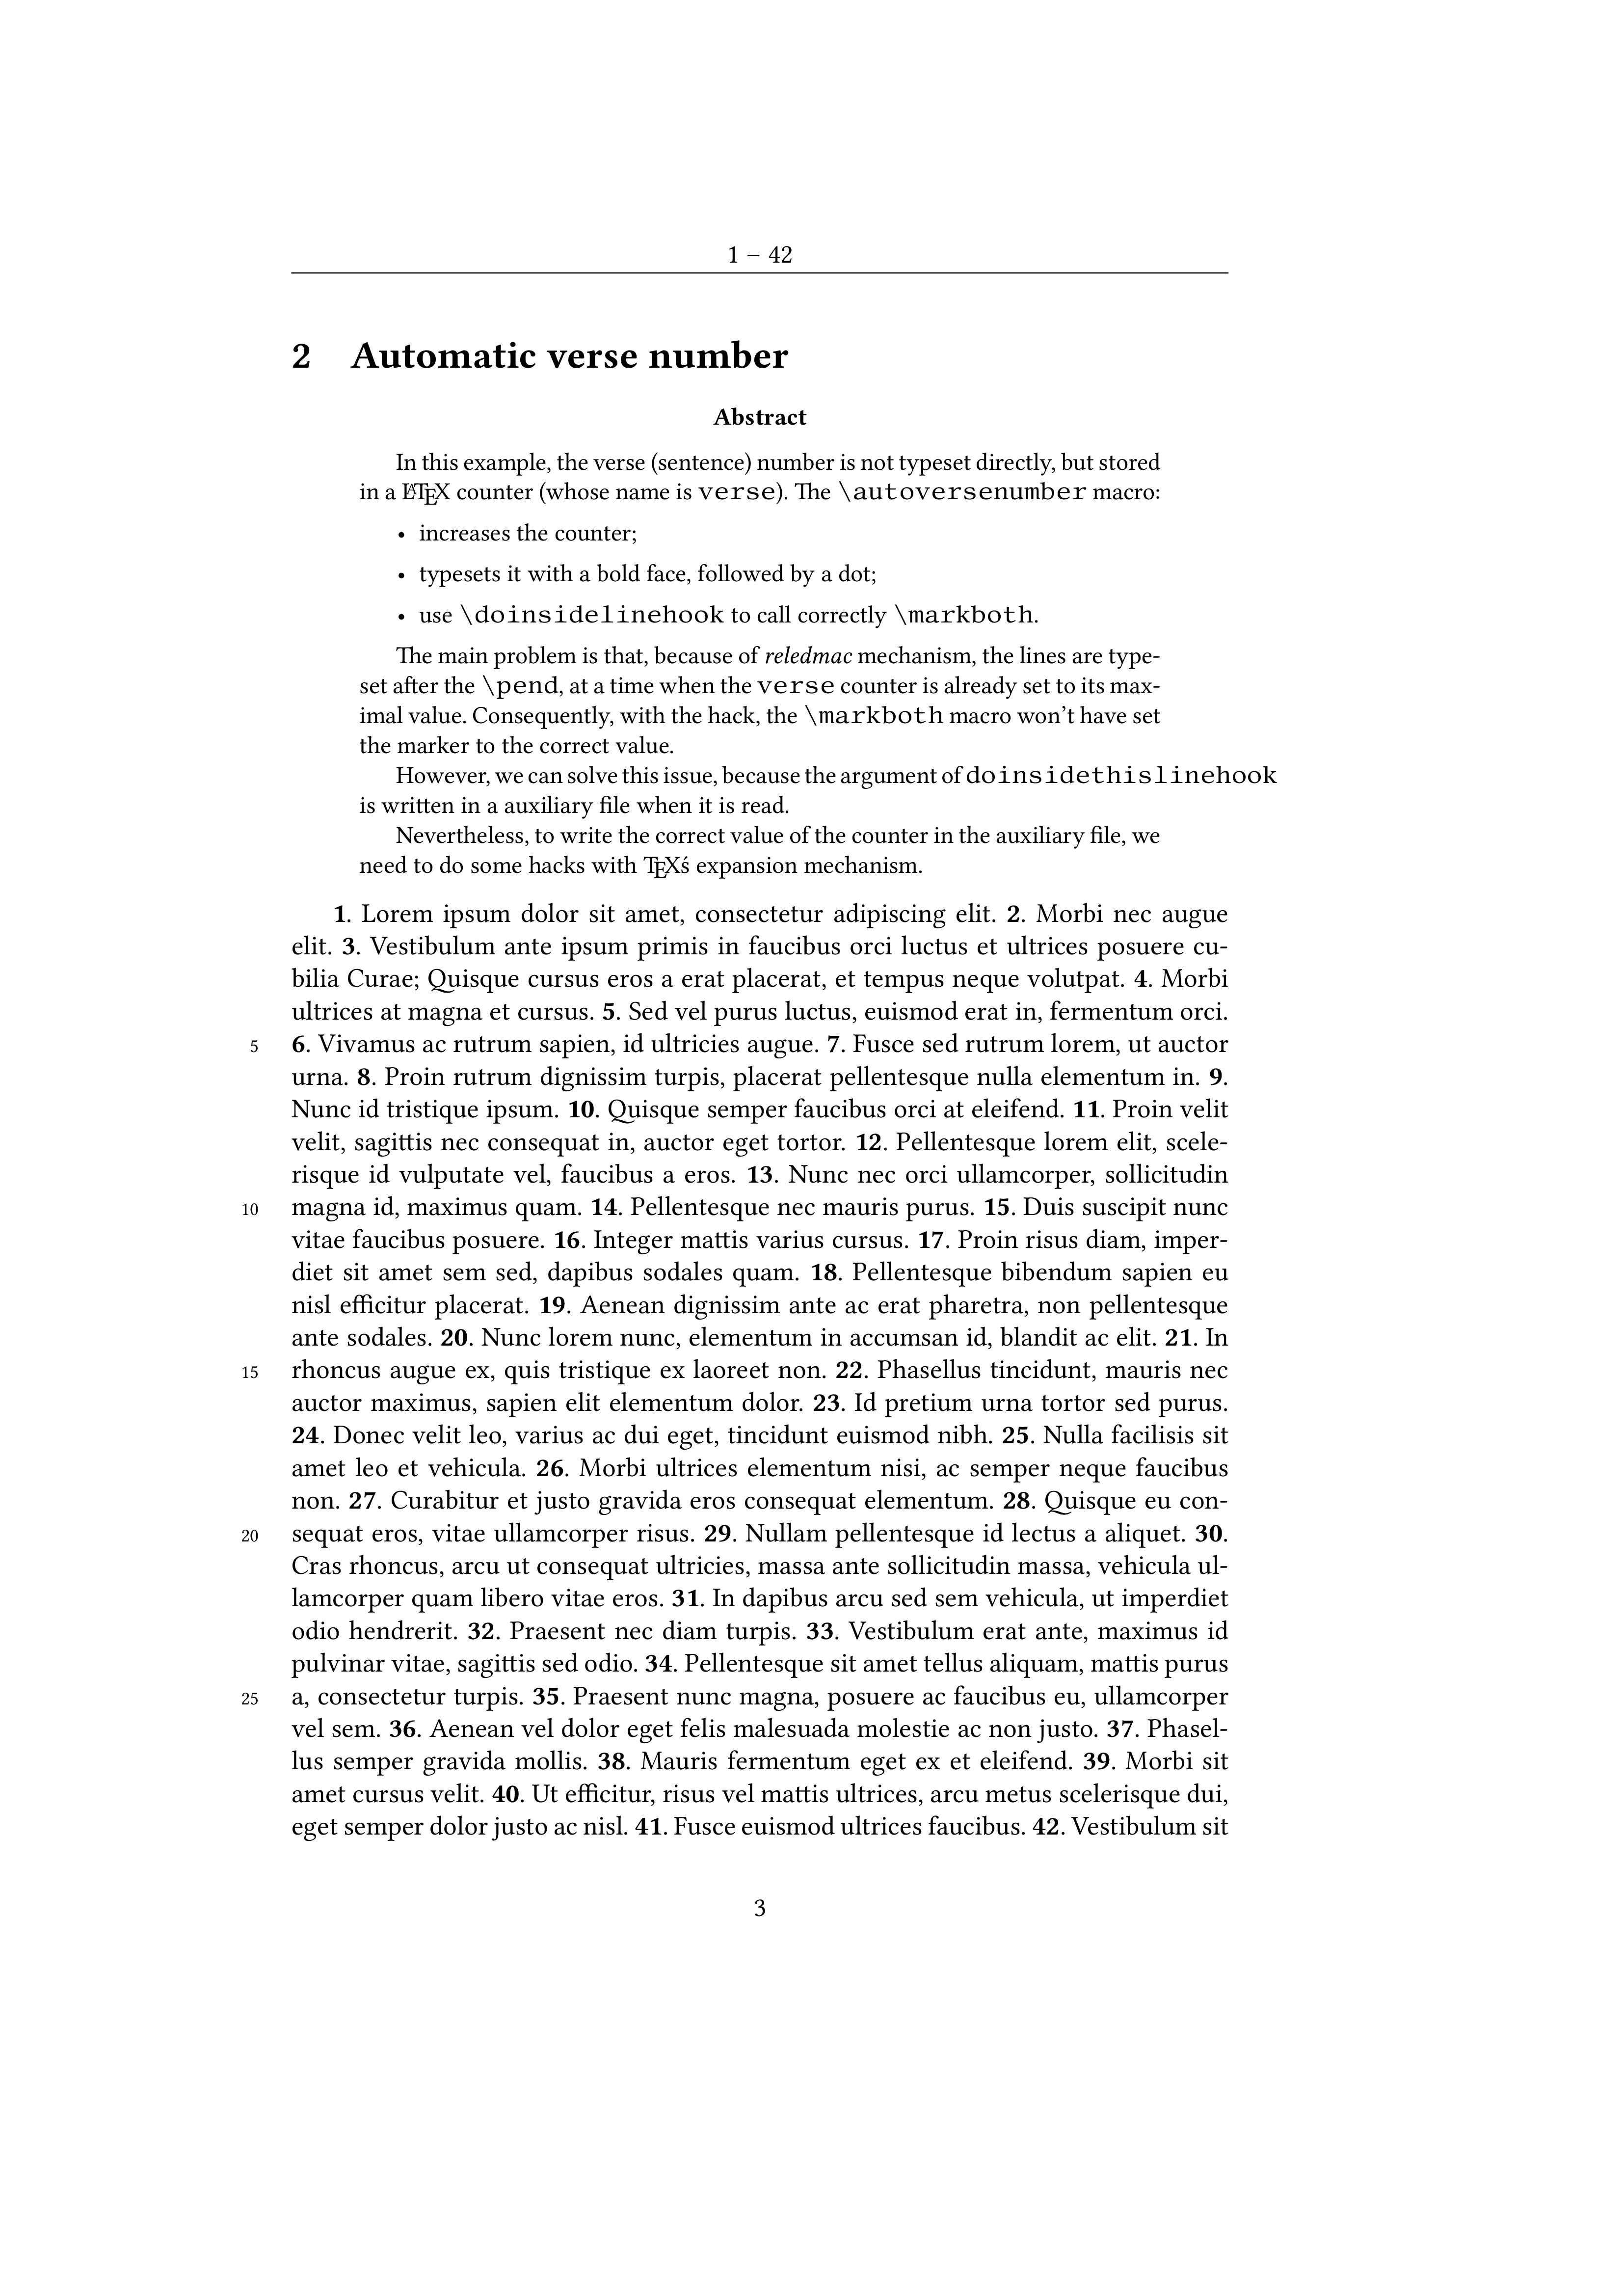 1 – 42
2 Automatic verse number
Abstract
In this example, the verse (sentence) number is not typeset directly, but stored
in a LATEX counter (whose name is verse). The \autoversenumber macro:
• increases the counter;
• typesets it with a bold face, followed by a dot;
• use \doinsidelinehook to call correctly \markboth.
The main problem is that, because of reledmac mechanism, the lines are type-
set after the \pend, at a time when the verse counter is already set to its max-
imal value. Consequently, with the hack, the \markboth macro won’t have set
the marker to the correct value.
However, we can solve this issue, because the argument of doinsidethislinehook
is written in a auxiliary file when it is read.
Nevertheless, to write the correct value of the counter in the auxiliary file, we
need to do some hacks with TEXś expansion mechanism.
1. Lorem ipsum dolor sit amet, consectetur adipiscing elit. 2. Morbi nec augue
elit. 3. Vestibulum ante ipsum primis in faucibus orci luctus et ultrices posuere cu-
bilia Curae; Quisque cursus eros a erat placerat, et tempus neque volutpat. 4. Morbi
ultrices at magna et cursus. 5. Sed vel purus luctus, euismod erat in, fermentum orci.
5 6. Vivamus ac rutrum sapien, id ultricies augue. 7. Fusce sed rutrum lorem, ut auctor
urna. 8. Proin rutrum dignissim turpis, placerat pellentesque nulla elementum in. 9.
Nunc id tristique ipsum. 10. Quisque semper faucibus orci at eleifend. 11. Proin velit
velit, sagittis nec consequat in, auctor eget tortor. 12. Pellentesque lorem elit, scele-
risque id vulputate vel, faucibus a eros. 13. Nunc nec orci ullamcorper, sollicitudin
10 magna id, maximus quam. 14. Pellentesque nec mauris purus. 15. Duis suscipit nunc
vitae faucibus posuere. 16. Integer mattis varius cursus. 17. Proin risus diam, imper-
diet sit amet sem sed, dapibus sodales quam. 18. Pellentesque bibendum sapien eu
nisl efficitur placerat. 19. Aenean dignissim ante ac erat pharetra, non pellentesque
ante sodales. 20. Nunc lorem nunc, elementum in accumsan id, blandit ac elit. 21. In
15 rhoncus augue ex, quis tristique ex laoreet non. 22. Phasellus tincidunt, mauris nec
auctor maximus, sapien elit elementum dolor. 23. Id pretium urna tortor sed purus.
24. Donec velit leo, varius ac dui eget, tincidunt euismod nibh. 25. Nulla facilisis sit
amet leo et vehicula. 26. Morbi ultrices elementum nisi, ac semper neque faucibus
non. 27. Curabitur et justo gravida eros consequat elementum. 28. Quisque eu con-
20 sequat eros, vitae ullamcorper risus. 29. Nullam pellentesque id lectus a aliquet. 30.
Cras rhoncus, arcu ut consequat ultricies, massa ante sollicitudin massa, vehicula ul-
lamcorper quam libero vitae eros. 31. In dapibus arcu sed sem vehicula, ut imperdiet
odio hendrerit. 32. Praesent nec diam turpis. 33. Vestibulum erat ante, maximus id
pulvinar vitae, sagittis sed odio. 34. Pellentesque sit amet tellus aliquam, mattis purus
25 a, consectetur turpis. 35. Praesent nunc magna, posuere ac faucibus eu, ullamcorper
vel sem. 36. Aenean vel dolor eget felis malesuada molestie ac non justo. 37. Phasel-
lus semper gravida mollis. 38. Mauris fermentum eget ex et eleifend. 39. Morbi sit
amet cursus velit. 40. Ut efficitur, risus vel mattis ultrices, arcu metus scelerisque dui,
eget semper dolor justo ac nisl. 41. Fusce euismod ultrices faucibus. 42. Vestibulum sit
3